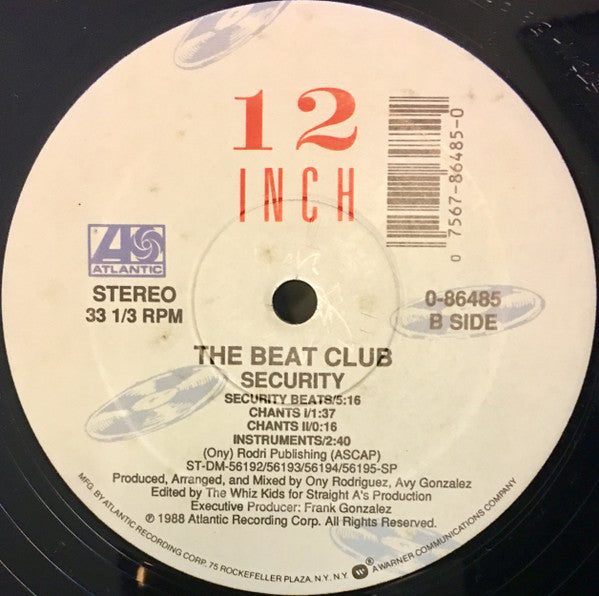 12
INCH
0 7567-86485-0
ATLANTIC
STEREO
33 1/3 RPM
0-86485
B SIDE
THE BEAT CLUB
SECURITY
SECURITY BEATS/5:16
CHANTS I/1:37
CHANTS II/0:16
INSTRUMENTS/2:40
(Ony) Rodri Publishing (ASCAP)
ST-DM-56192/56193/56194/56195-SP
Produced, Arranged, and Mixed by Ony Rodriguez, Avy Gonzalez
Edited by The Whiz Kids for Straight A's Production
Executive Producer: Frank Gonzalez
℗ 1988 Atlantic Recording Corp. All Rights Reserved.
MFG. BY ATLANTIC RECORDING CORP. 75 ROCKEFELLER PLAZA, N.Y. N.Y. ® A WARNER COMMUNICATIONS COMPANY